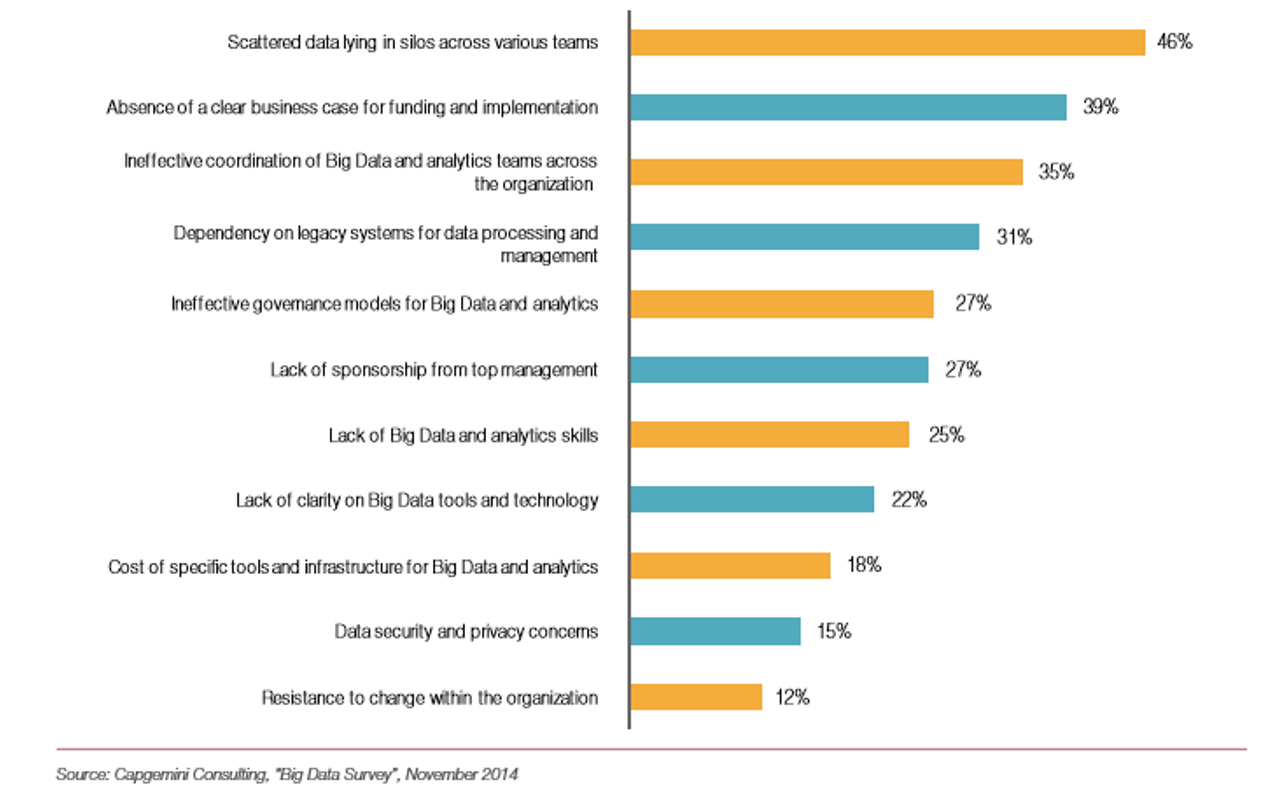 Scattered data lying in silos across various teams 46%
Absence of a clear business case for funding and implementation 39%
Ineffective coordination of Big Data and analytics teams across
the organization 35%
Dependency on legacy systems for data processing and
management 31%
Ineffective governance models for Big Data and analytics 27%
Lack of sponsorship from top management 27%
Lack of Big Data and analytics skills 25%
Lack of clarity on Big Data tools and technology 22%
Cost of specific tools and infrastructure for Big Data and analytics 18%
Data security and privacy concerns 15%
Resistance to change within the organization 12%
Source: Capgemini Consulting, "Big Data Survey", November 2014